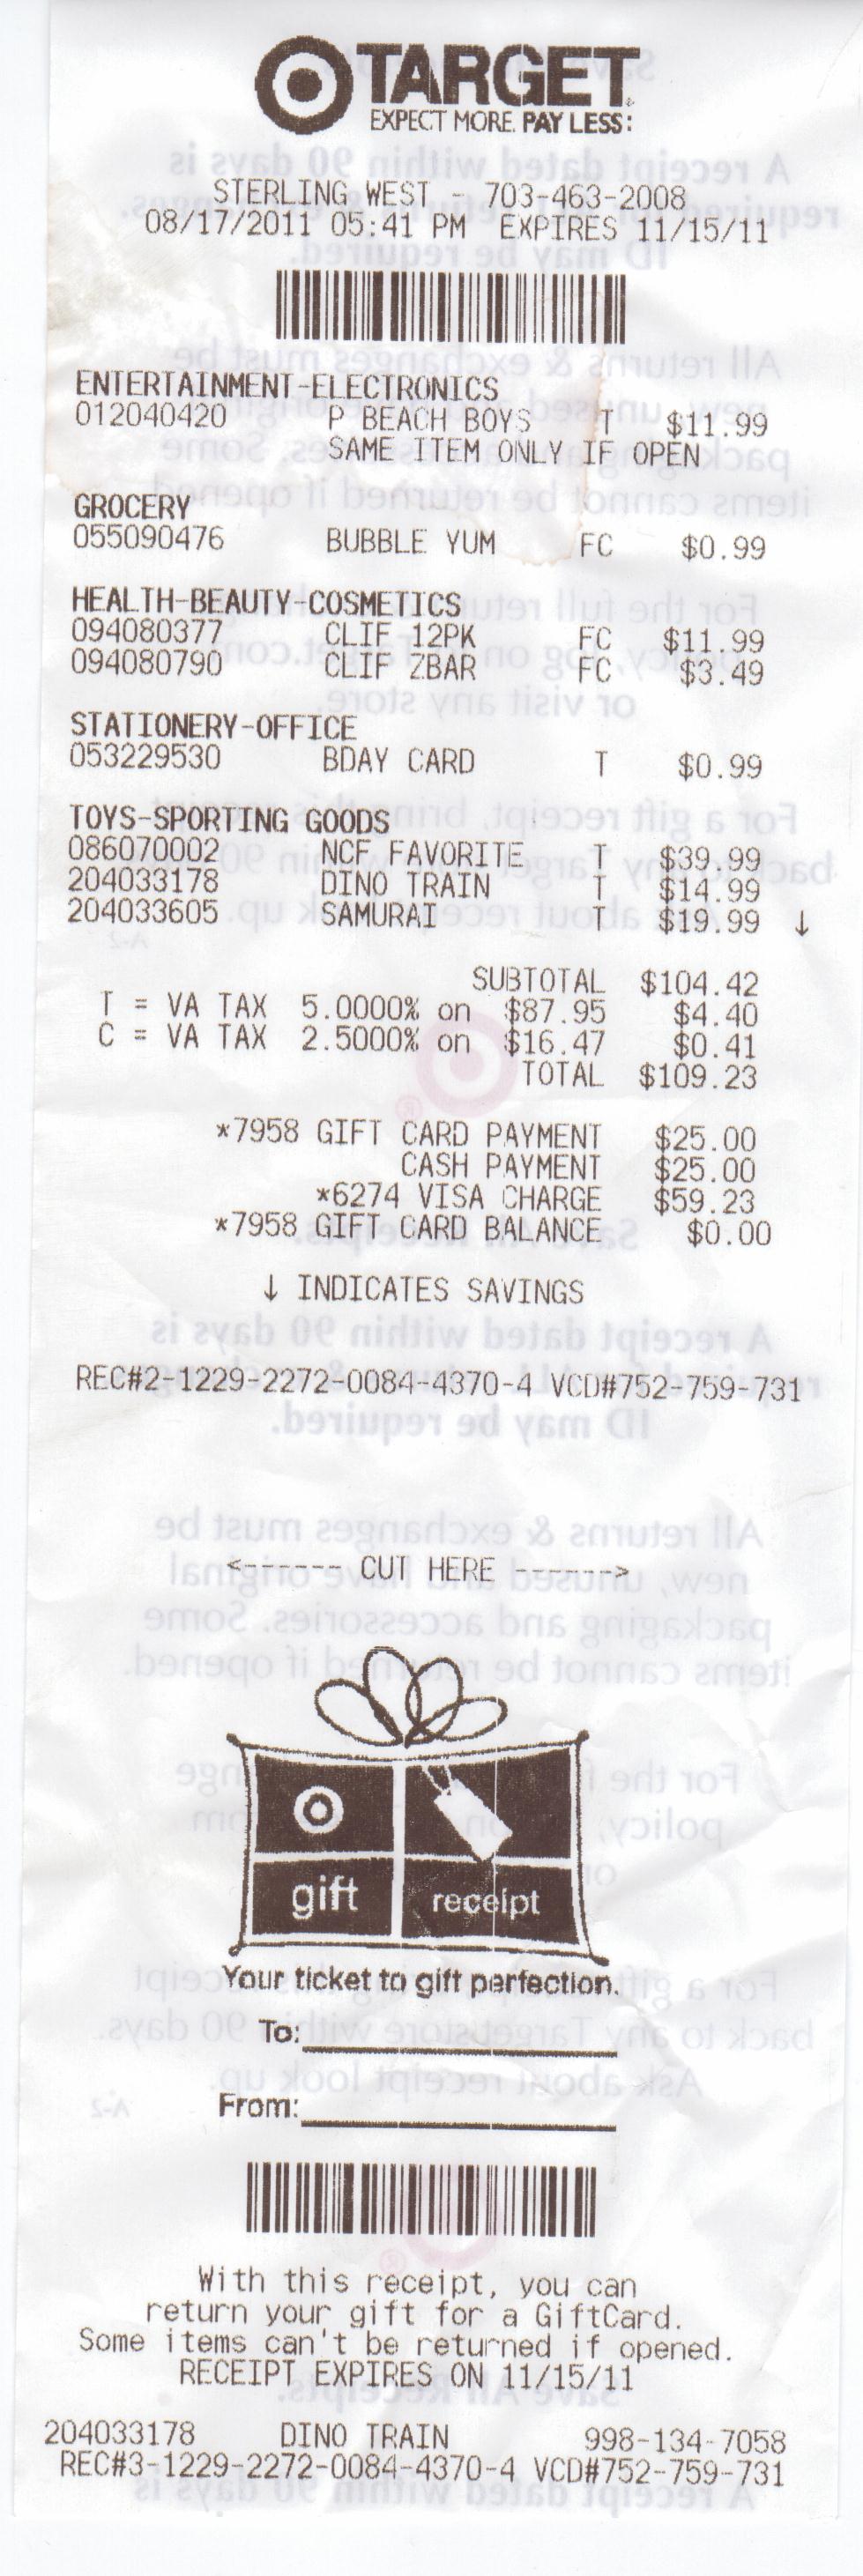 TARGET
EXPECT MORE. PAY LESS:
STERLING WEST - 703-463-2008
08/17/2011 05:41 PM EXPIRES 11/15/11
ENTERTAINMENT-ELECTRONICS
012040420 P BEACH BOYS T $11.99
SAME ITEM ONLY IF OPEN
GROCERY
055090476 BUBBLE YUM FC $0.99
HEALTH-BEAUTY-COSMETICS
094080377 CLIF 12PK FC $11.99
094080790 CLIF ZBAR FC $3.49
STATIONERY-OFFICE
053229530 BDAY CARD T $0.99
TOYS-SPORTING GOODS
086070002 NCF FAVORITE T $39.99
204033178 DINO TRAIN T $14.99
204033605 SAMURAI T $19.99 ↓
SUBTOTAL $104.42
T = VA TAX 5.0000% on $87.95 $4.40
C = VA TAX 2.5000% on $16.47 $0.41
TOTAL $109.23
*7958 GIFT CARD PAYMENT $25.00
CASH PAYMENT $25.00
*6274 VISA CHARGE $59.23
*7958 GIFT CARD BALANCE $0.00
↓ INDICATES SAVINGS
REC#2-1229-2272-0084-4370-4 VCD#752-759-731
<------ CUT HERE ------>
gift receipt
Your ticket to gift perfection.
To:
From:
With this receipt, you can
return your gift for a GiftCard.
Some items can't be returned if opened.
RECEIPT EXPIRES ON 11/15/11
204033178 DINO TRAIN 998-134-7058
REC#3-1229-2272-0084-4370-4 VCD#752-759-731